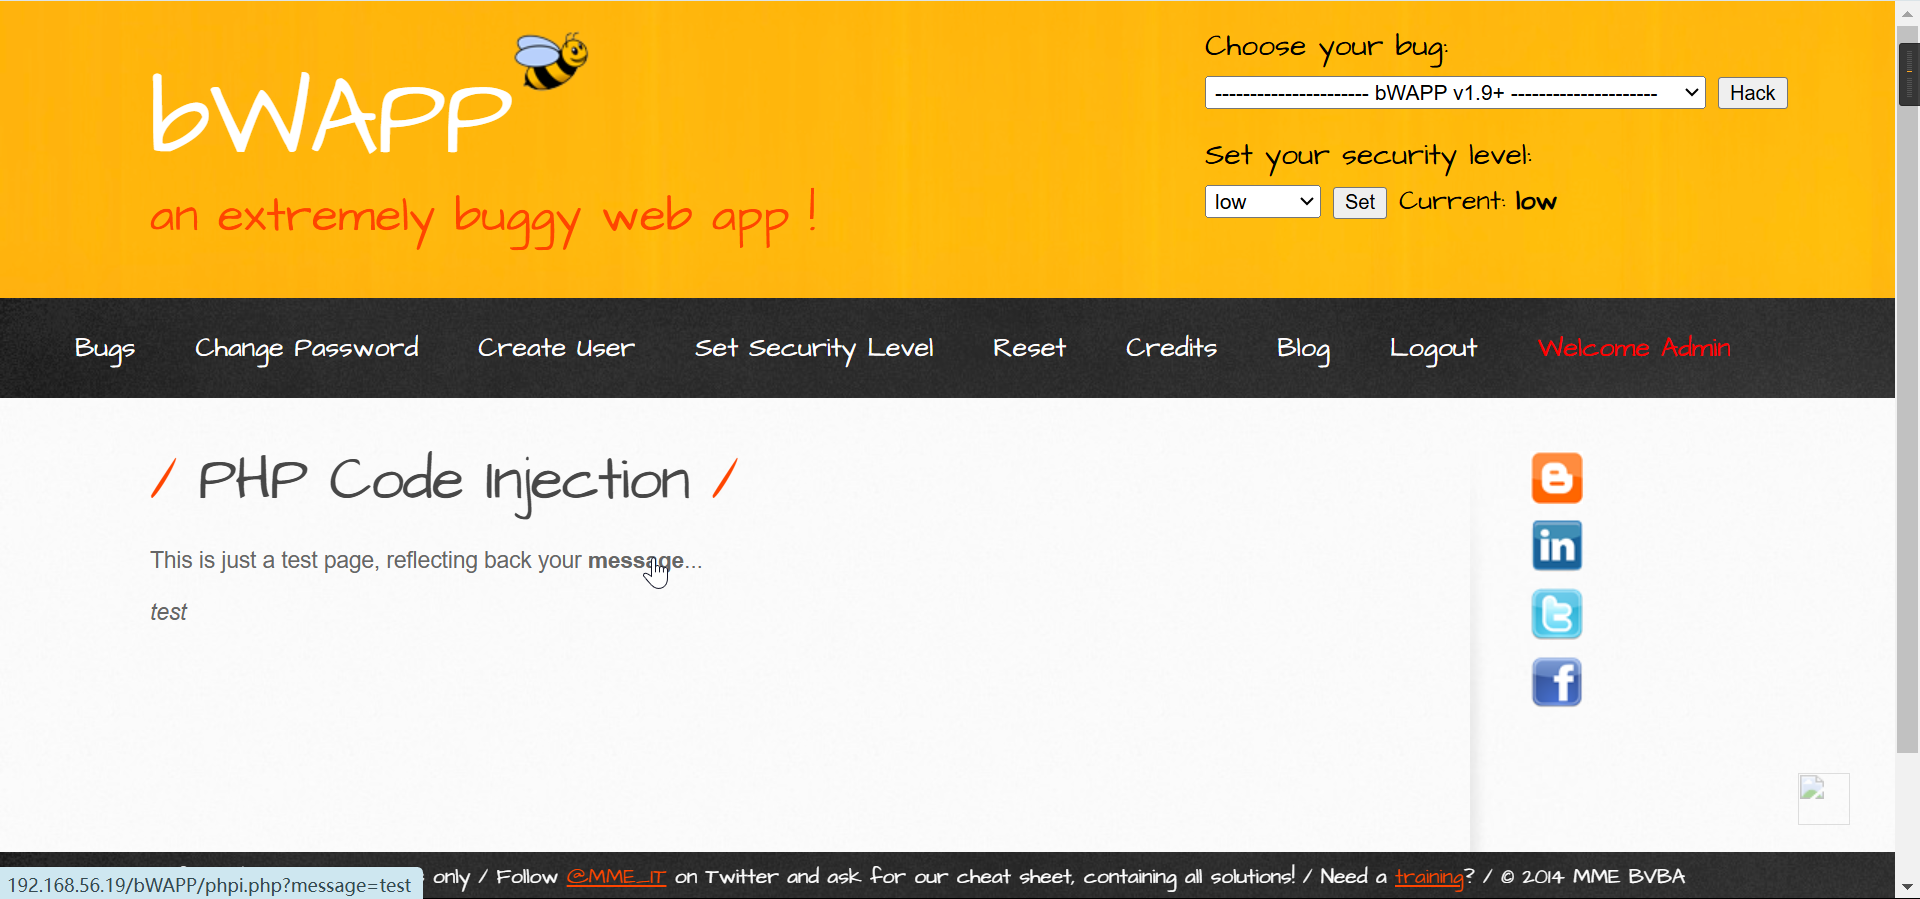 bWAPP
an extremely buggy web app !
Choose your bug:
---------------------- bWAPP v1.9+ ---------------------
Hack
Set your security level:
low
Set
Current: low
Bugs
Change Password
Create User
Set Security Level
Reset
Credits
Blog
Logout
Welcome Admin
/ PHP Code Injection /
This is just a test page, reflecting back your message...
test
only / Follow @MME_IT on Twitter and ask for our cheat sheet, containing all solutions! / Need a training? / © 2014 MME BVBA
192.168.56.19/bWAPP/phpi.php?message=test